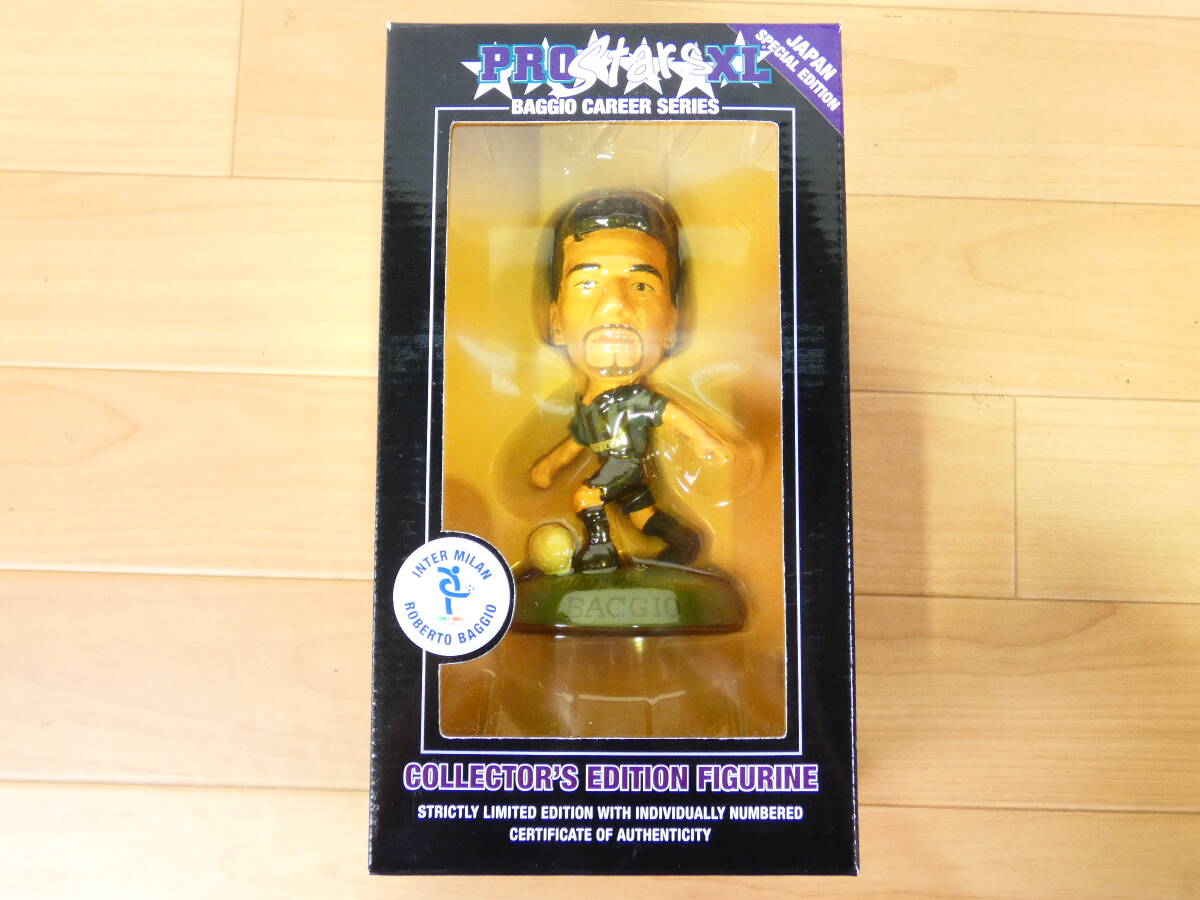 PRO Stars XL
JAPAN
SPECIAL EDITION
BAGGIO CAREER SERIES
BAGGIO
INTER MILAN
ROBERTO BAGGIO
COLLECTOR'S EDITION FIGURINE
STRICTLY LIMITED EDITION WITH INDIVIDUALLY NUMBERED
CERTIFICATE OF AUTHENTICITY